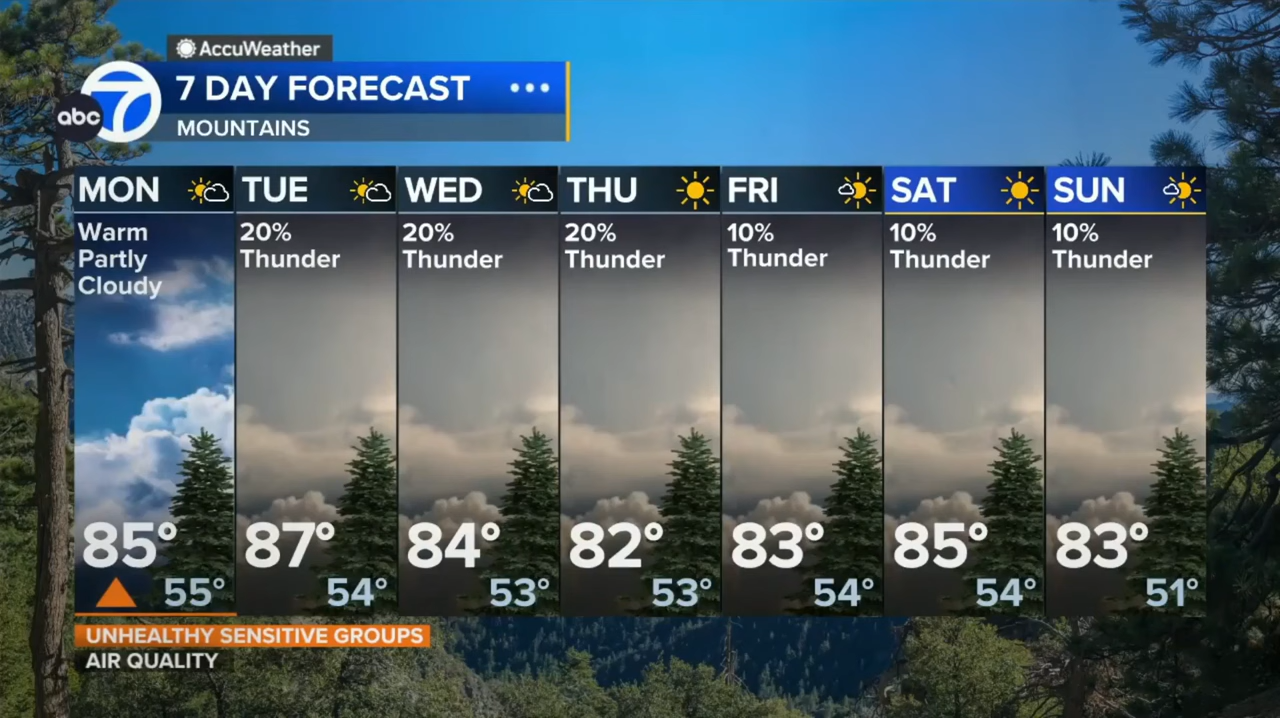 AccuWeather
abc 7
7 DAY FORECAST
MOUNTAINS
MON
Warm
Partly
Cloudy
85°
55°
TUE
20%
Thunder
87°
54°
WED
20%
Thunder
84°
53°
THU
20%
Thunder
82°
53°
FRI
10%
Thunder
83°
54°
SAT
10%
Thunder
85°
54°
SUN
10%
Thunder
83°
51°
UNHEALTHY SENSITIVE GROUPS
AIR QUALITY